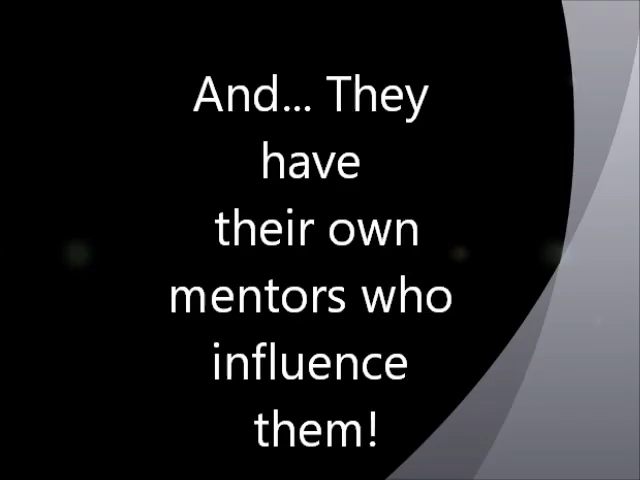 And... They
have
their own
mentors who
influence
them!